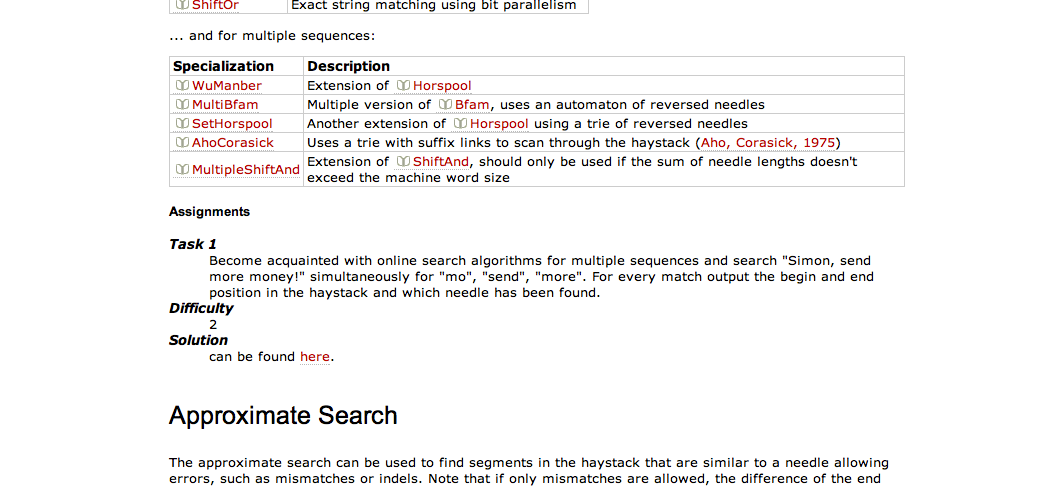 ShiftOr Exact string matching using bit parallelism
... and for multiple sequences:
Specialization Description
WuManber Extension of Horspool
MultiBfam Multiple version of Bfam, uses an automaton of reversed needles
SetHorspool Another extension of Horspool using a trie of reversed needles
AhoCorasick Uses a trie with suffix links to scan through the haystack (Aho, Corasick, 1975)
MultipleShiftAnd Extension of ShiftAnd, should only be used if the sum of needle lengths doesn't
exceed the machine word size
Assignments
Task 1
Become acquainted with online search algorithms for multiple sequences and search "Simon, send
more money!" simultaneously for "mo", "send", "more". For every match output the begin and end
position in the haystack and which needle has been found.
Difficulty
2
Solution
can be found here.
Approximate Search
The approximate search can be used to find segments in the haystack that are similar to a needle allowing
errors, such as mismatches or indels. Note that if only mismatches are allowed, the difference of the end